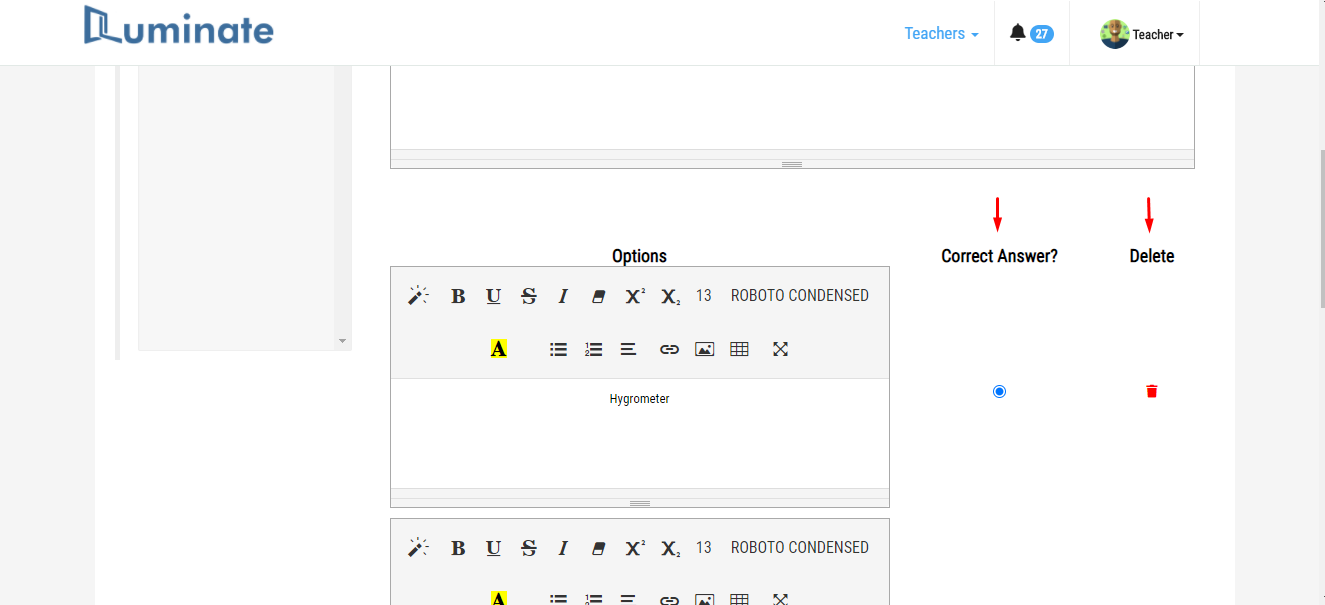 Luminate
Teachers
27
Teacher
Options
Correct Answer?
Delete
B U S I X² X₂ 13 ROBOTO CONDENSED
A
Hygrometer
B U S I X² X₂ 13 ROBOTO CONDENSED
A